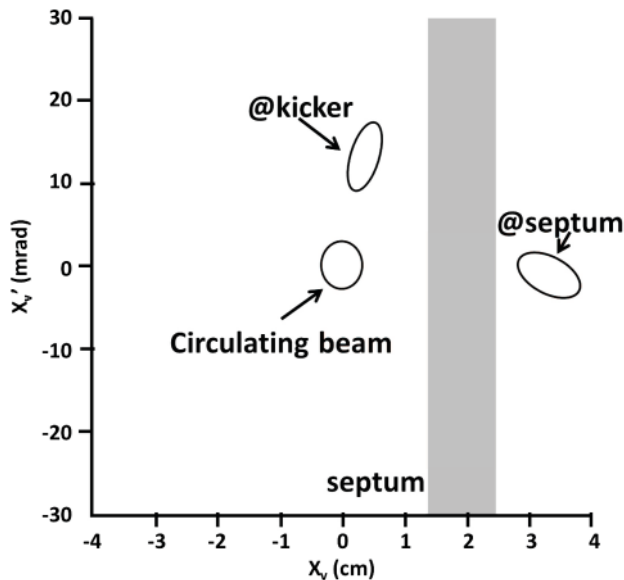 30
20
@kicker
10
@septum
0
Xᵥ' (mrad)
Circulating beam
-10
-20
septum
-30
-4 -3 -2 -1 0 1 2 3 4
Xᵥ (cm)